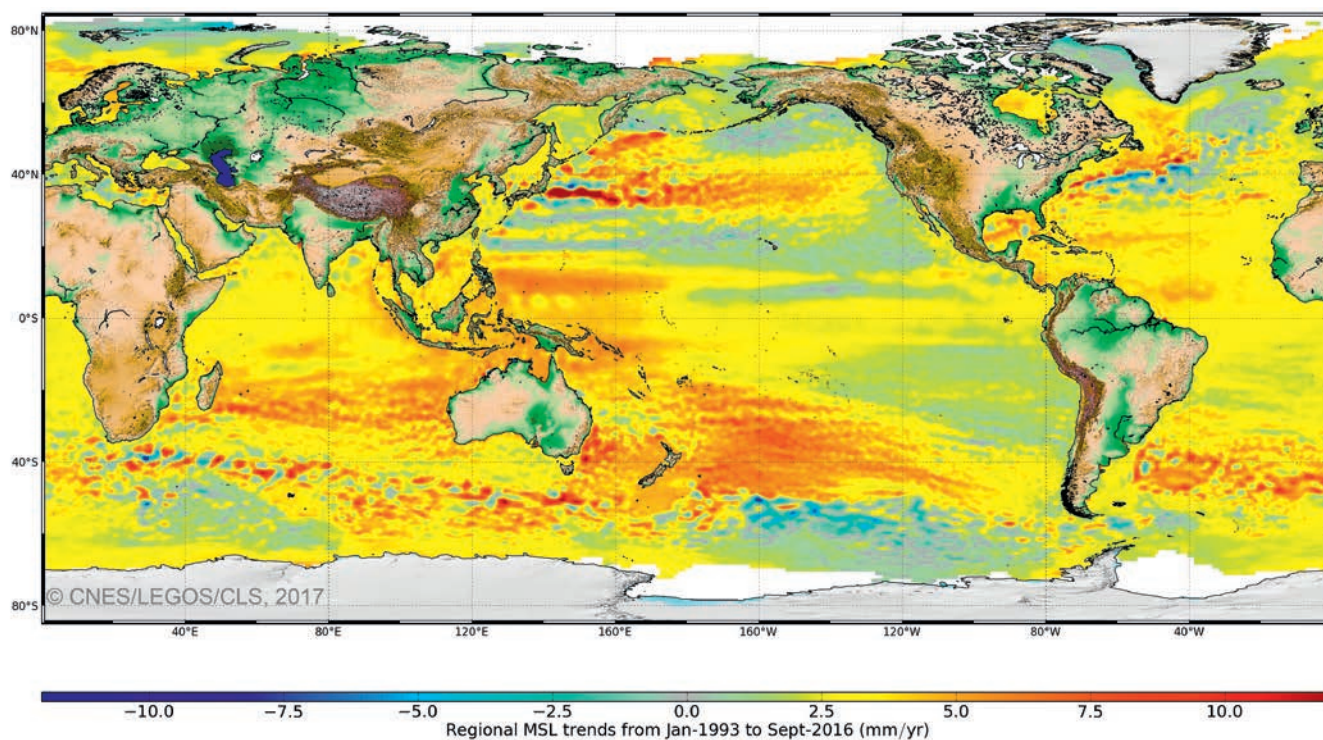 80°N
40°N
0°S
40°S
80°S
© CNES/LEGOS/CLS, 2017
40°E 80°E 120°E 160°E 160°W 120°W 80°W 40°W
−10.0 −7.5 −5.0 −2.5 0.0 2.5 5.0 7.5 10.0
Regional MSL trends from Jan-1993 to Sept-2016 (mm/yr)